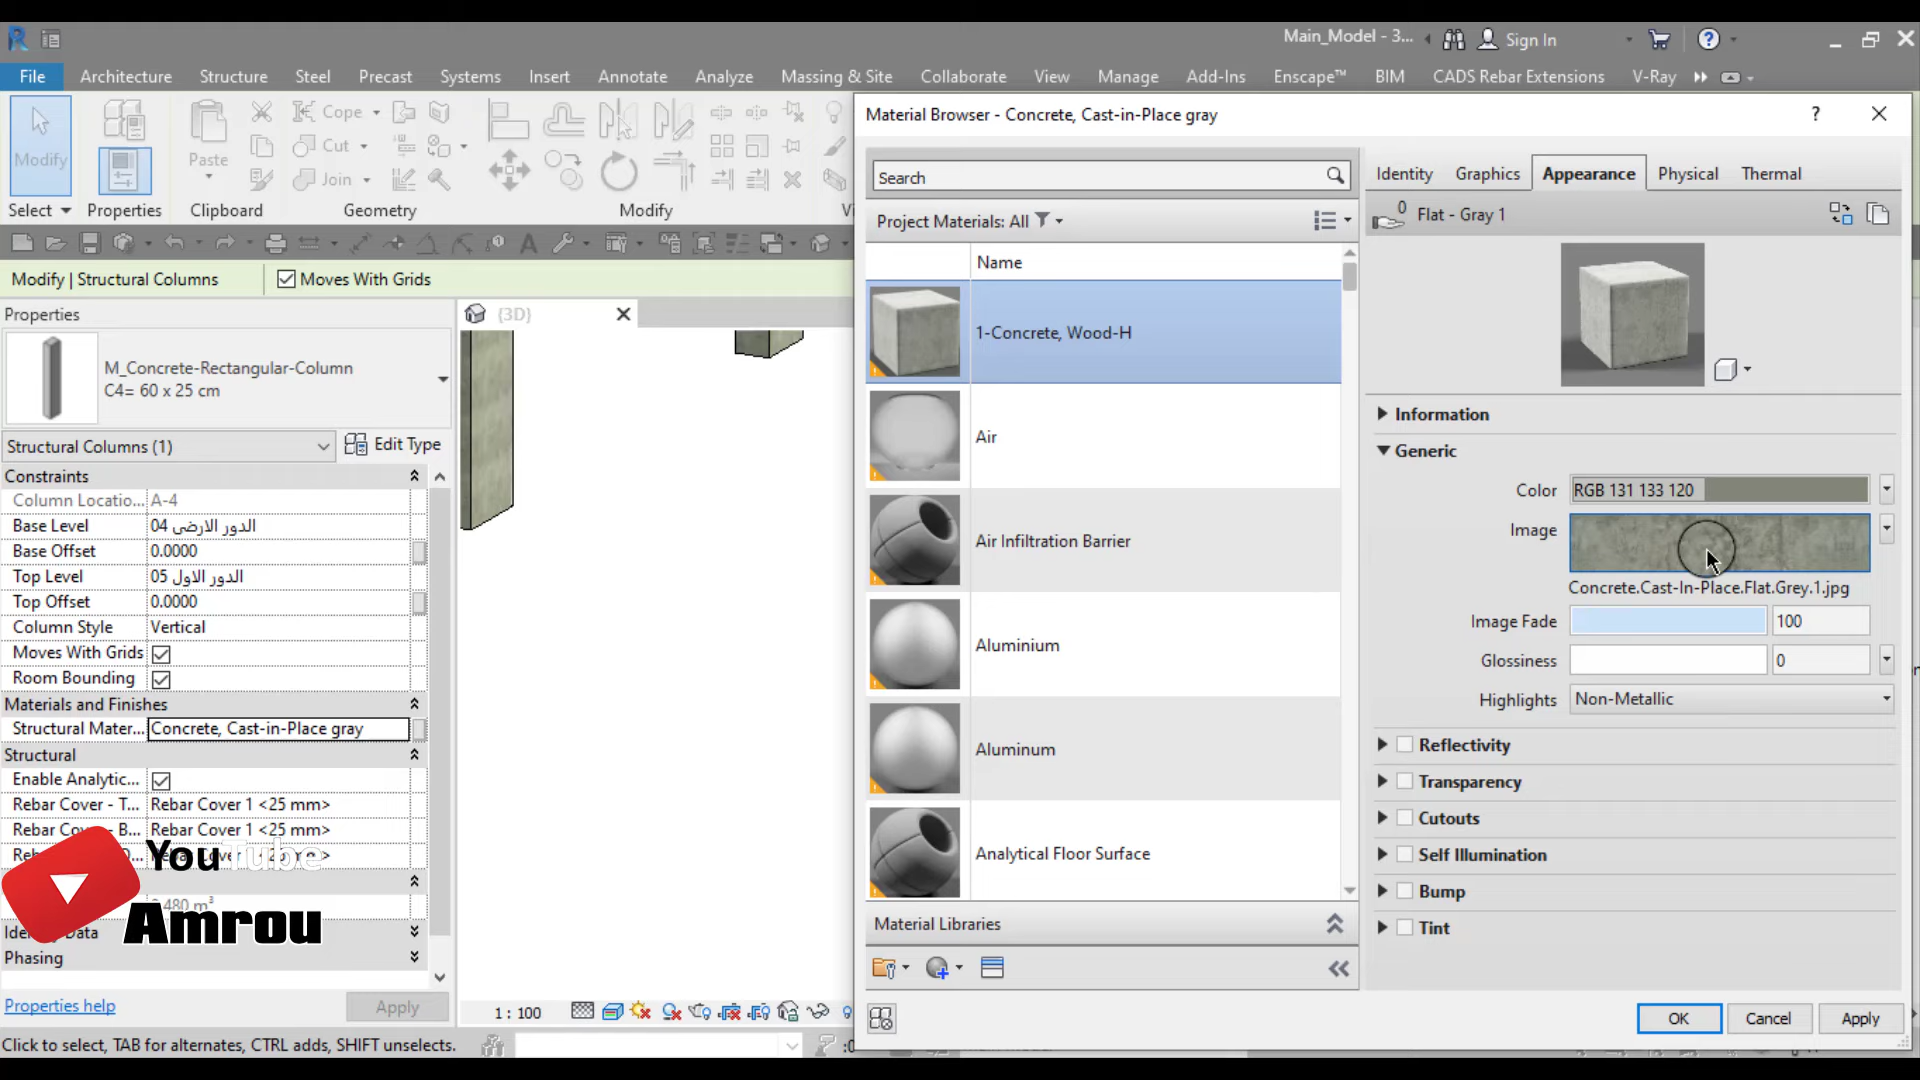 Main_Model - 3...
Sign In
File Architecture Structure Steel Precast Systems Insert Annotate Analyze Massing & Site Collaborate View Manage Add-Ins Enscape™ BIM CADS Rebar Extensions V-Ray
Modify
Paste
Cope
Cut
Join
Select Properties Clipboard Geometry Modify
Modify | Structural Columns
Moves With Grids
Properties
{3D}
M_Concrete-Rectangular-Column
C4= 60 x 25 cm
Structural Columns (1)
Edit Type
Constraints
Column Locatio... A-4
Base Level 04 الدور الارضى
Base Offset 0.0000
Top Level 05 الدور الاول
Top Offset 0.0000
Column Style Vertical
Moves With Grids
Room Bounding
Materials and Finishes
Structural Mater... Concrete, Cast-in-Place gray
Structural
Enable Analytic...
Rebar Cover - T... Rebar Cover 1 <25 mm>
Rebar Cover - B... Rebar Cover 1 <25 mm>
YouTube
Amrou
Phasing
Properties help
Apply
1 : 100
Click to select, TAB for alternates, CTRL adds, SHIFT unselects.
:0
Material Browser - Concrete, Cast-in-Place gray
Search
Project Materials: All
Name
1-Concrete, Wood-H
Air
Air Infiltration Barrier
Aluminium
Aluminum
Analytical Floor Surface
Material Libraries
Identity Graphics Appearance Physical Thermal
0
Flat - Gray 1
Information
Generic
Color RGB 131 133 120
Image
Concrete.Cast-In-Place.Flat.Grey.1.jpg
Image Fade 100
Glossiness 0
Highlights Non-Metallic
Reflectivity
Transparency
Cutouts
Self Illumination
Bump
Tint
OK Cancel Apply